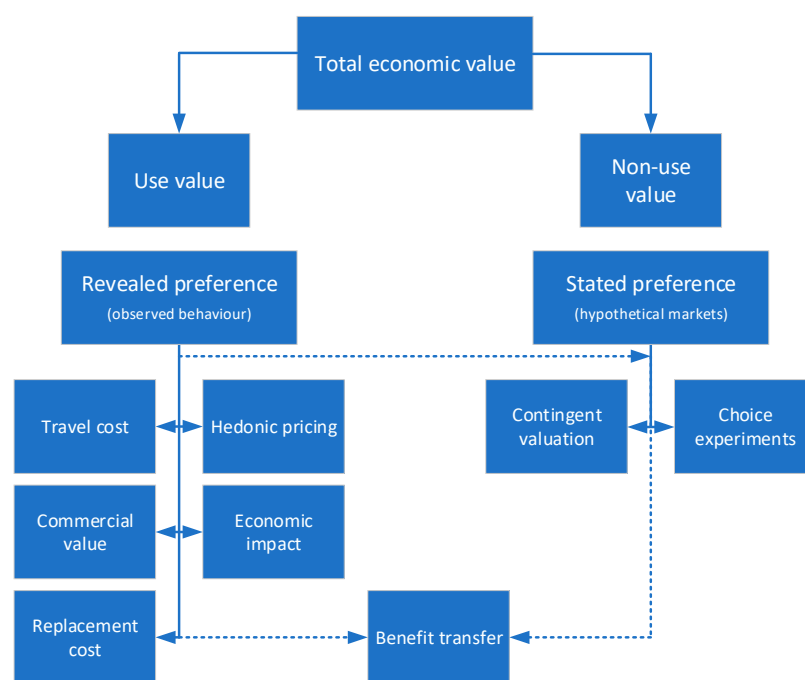 Total economic value
Use value
Non-use
value
Revealed preference
(observed behaviour)
Stated preference
(hypothetical markets)
Travel cost
Hedonic pricing
Contingent
valuation
Choice
experiments
Commercial
value
Economic
impact
Replacement
cost
Benefit transfer